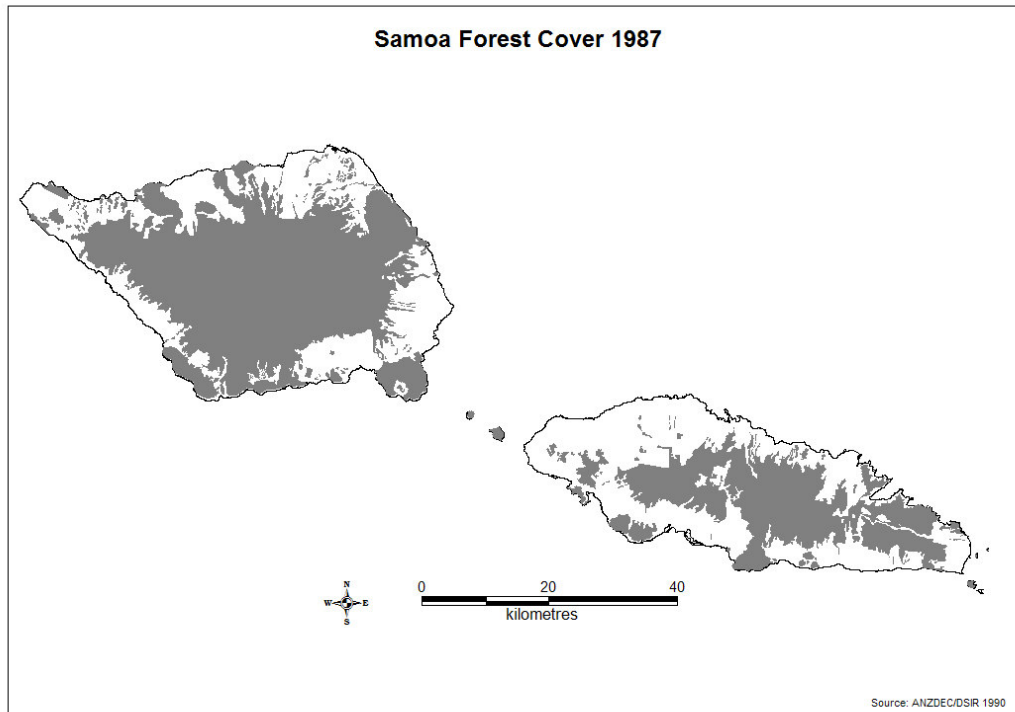 Samoa Forest Cover 1987
N
W E
S
0 20 40
kilometres
Source: ANZDEC/DSIR 1990